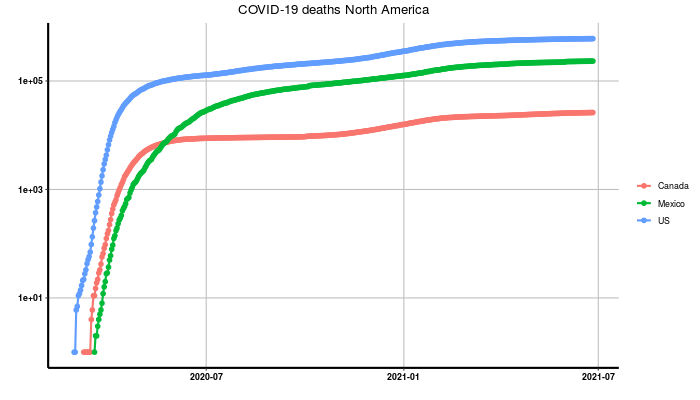 COVID-19 deaths North America
1e+05
1e+03
1e+01
2020-07
2021-01
2021-07
Canada
Mexico
US